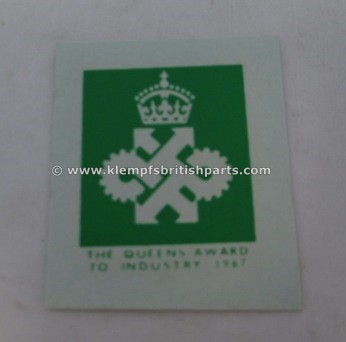 © www.klempfsbritishparts.com
THE QUEENS AWARD
TO INDUSTRY 1967